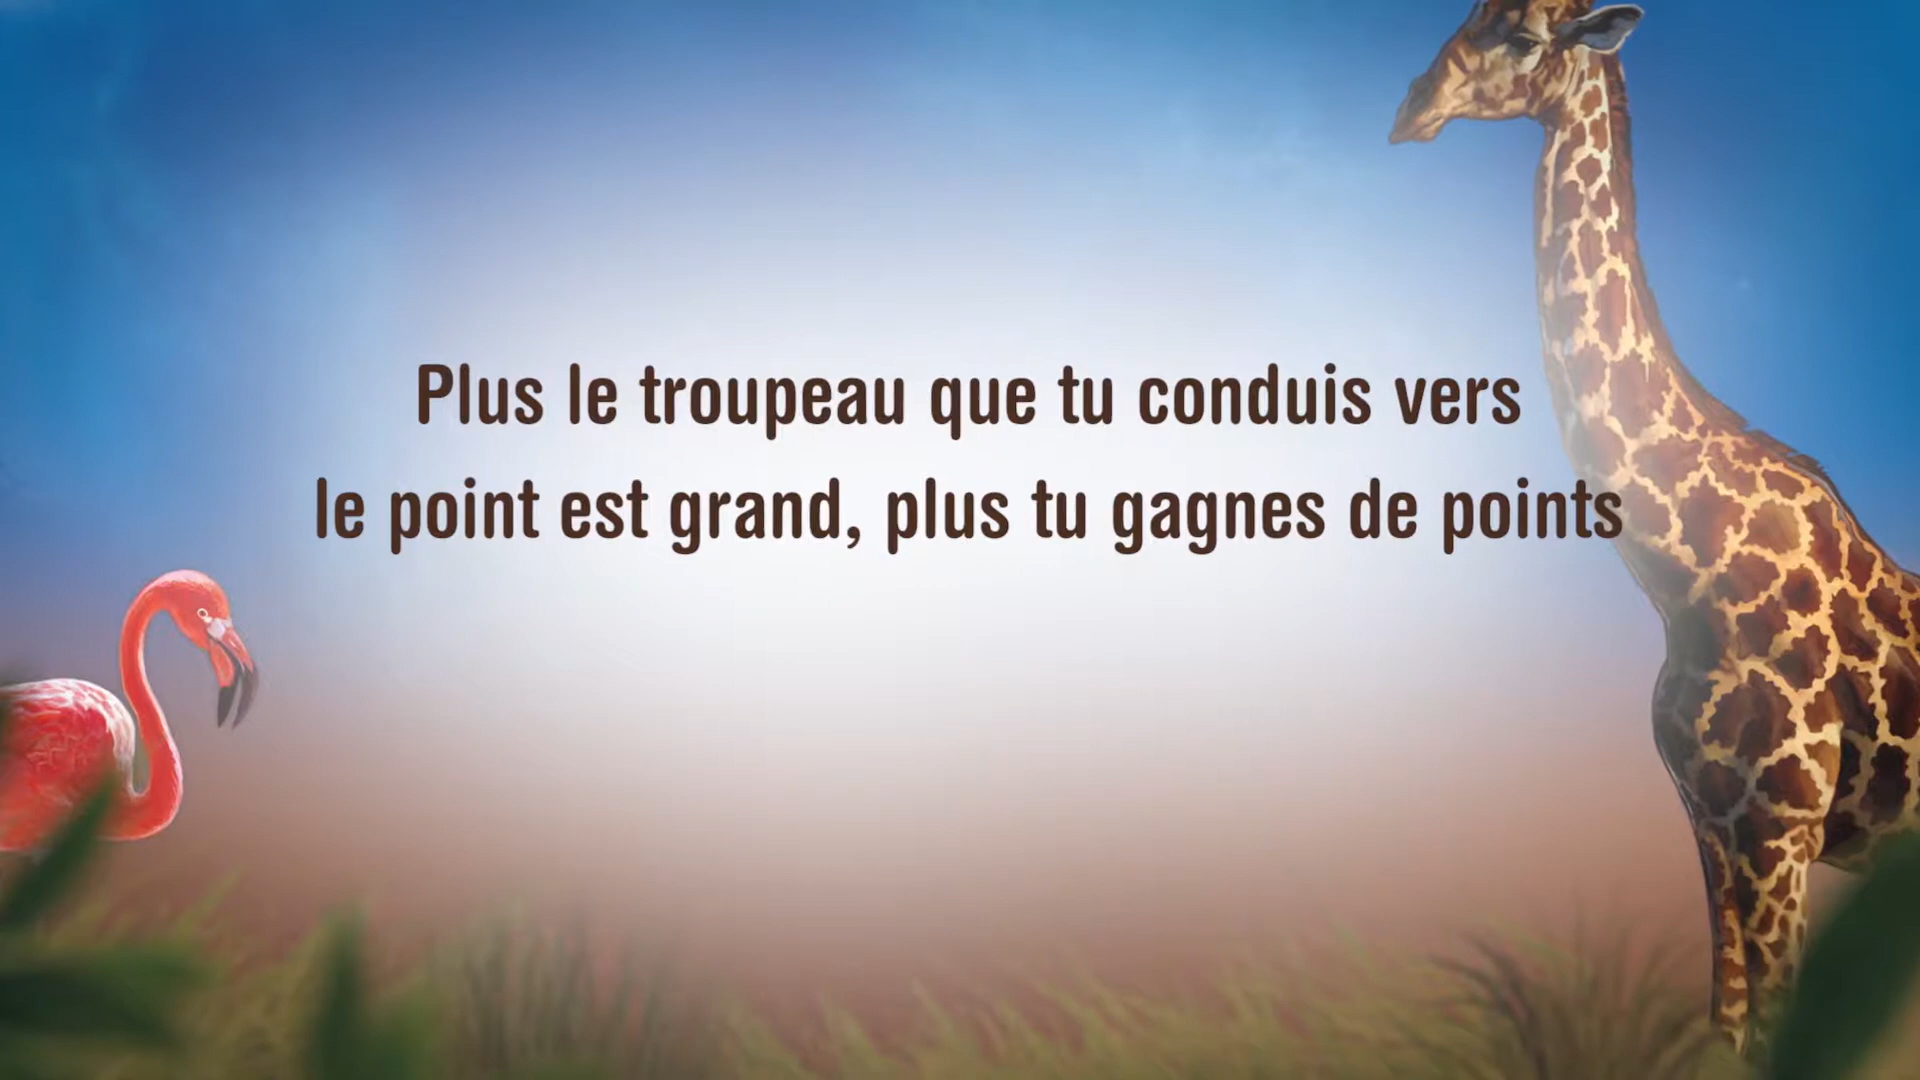 Plus le troupeau que tu conduis vers
le point est grand, plus tu gagnes de points